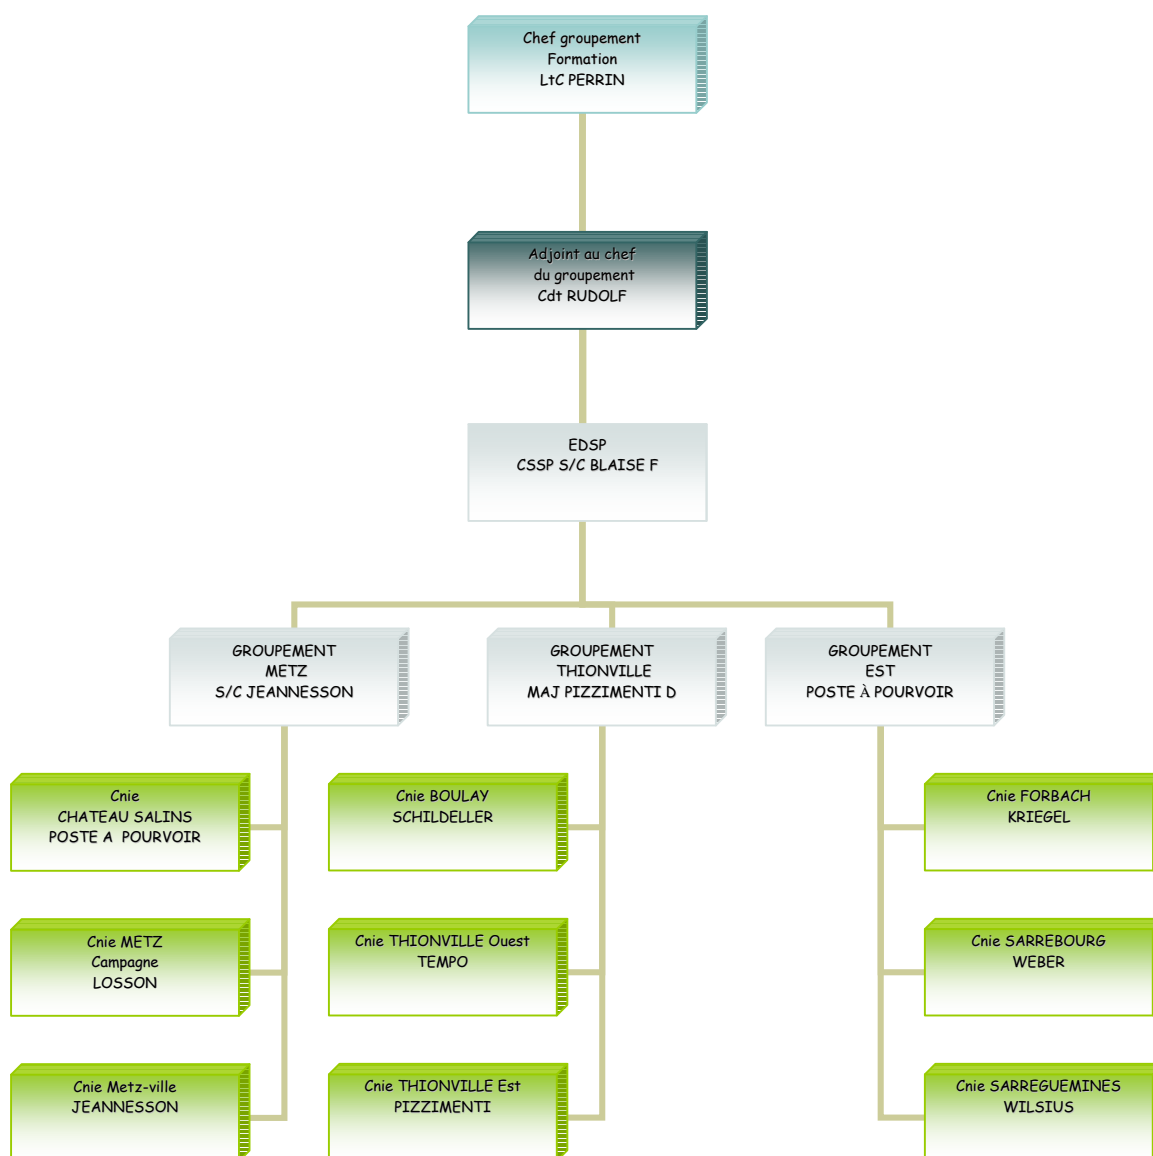 Chef groupement
Formation
LtC PERRIN
Adjoint au chef
du groupement
Cdt RUDOLF
EDSP
CSSP S/C BLAISE F
GROUPEMENT
METZ
S/C JEANNESSON
GROUPEMENT
THIONVILLE
MAJ PIZZIMENTI D
GROUPEMENT
EST
POSTE À POURVOIR
Cnie
CHATEAU SALINS
POSTE A POURVOIR
Cnie BOULAY
SCHILDELLER
Cnie FORBACH
KRIEGEL
Cnie METZ
Campagne
LOSSON
Cnie THIONVILLE Ouest
TEMPO
Cnie SARREBOURG
WEBER
Cnie Metz-ville
JEANNESSON
Cnie THIONVILLE Est
PIZZIMENTI
Cnie SARREGUEMINES
WILSIUS